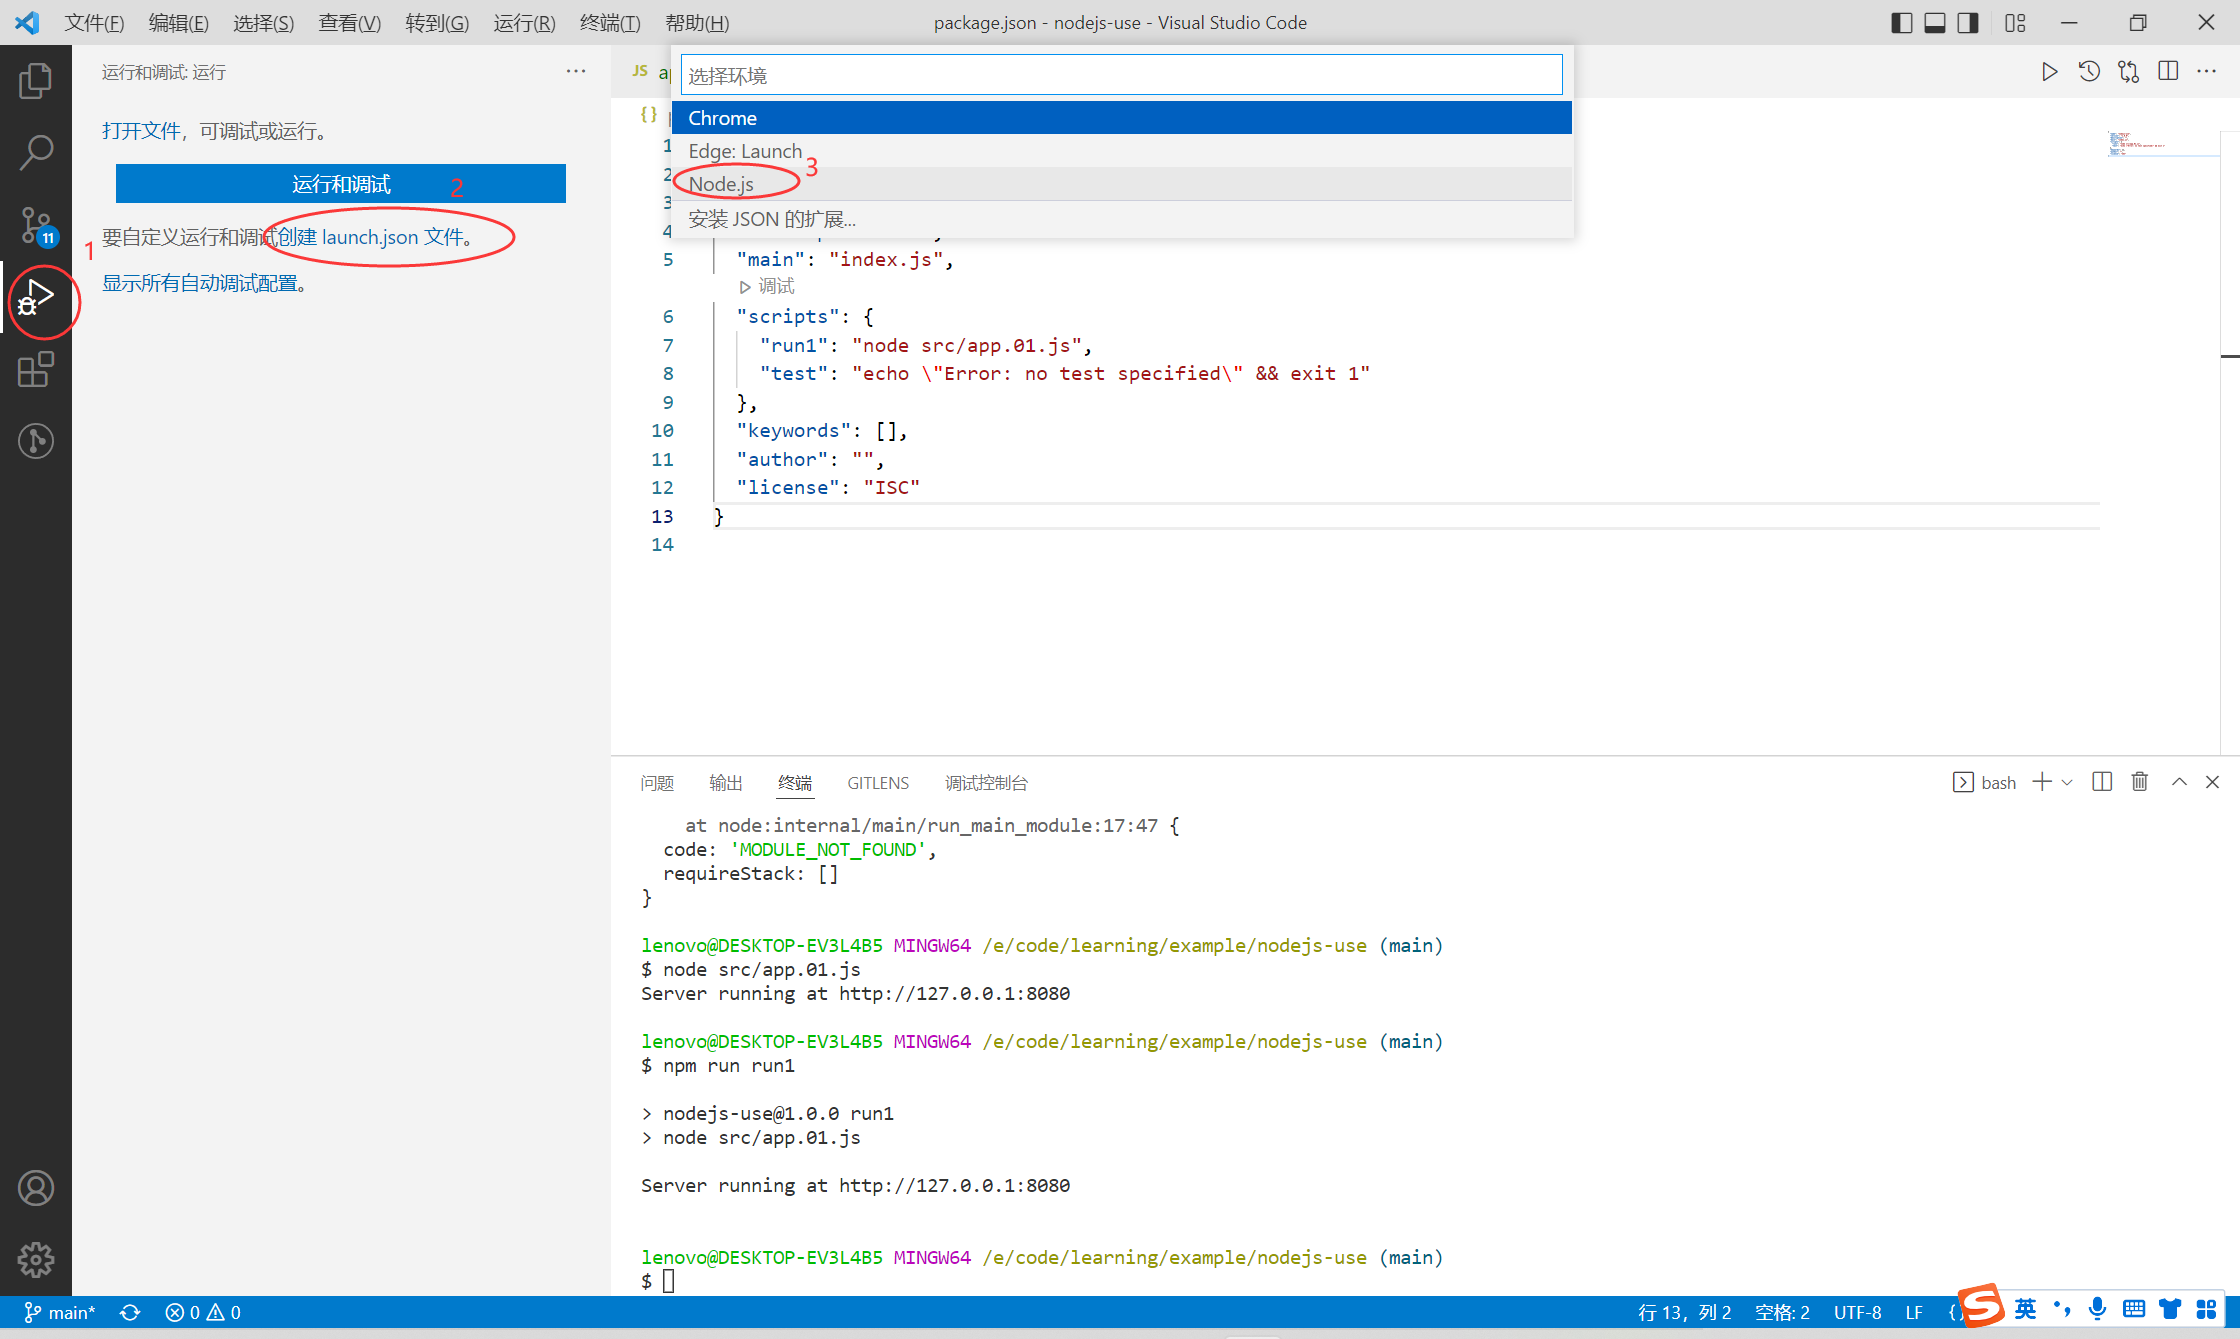 文件(F) 编辑(E) 选择(S) 查看(V) 转到(G) 运行(R) 终端(T) 帮助(H) package.json - nodejs-use - Visual Studio Code
运行和调试: 运行
打开文件，可调试或运行。
运行和调试
2
要自定义运行和调试创建 launch.json 文件。
1
显示所有自动调试配置。
11
JS
选择环境
Chrome
Edge: Launch
Node.js
3
安装 JSON 的扩展...
{}
1
2
3
4
5 "main": "index.js",
调试
6 "scripts": {
7 "run1": "node src/app.01.js",
8 "test": "echo \"Error: no test specified\" && exit 1"
9 },
10 "keywords": [],
11 "author": "",
12 "license": "ISC"
13 }
14
问题 输出 终端 GITLENS 调试控制台 bash
at node:internal/main/run_main_module:17:47 {
code: 'MODULE_NOT_FOUND',
requireStack: []
}
lenovo@DESKTOP-EV3L4B5 MINGW64 /e/code/learning/example/nodejs-use (main)
$ node src/app.01.js
Server running at http://127.0.0.1:8080
lenovo@DESKTOP-EV3L4B5 MINGW64 /e/code/learning/example/nodejs-use (main)
$ npm run run1
> nodejs-use@1.0.0 run1
> node src/app.01.js
Server running at http://127.0.0.1:8080
lenovo@DESKTOP-EV3L4B5 MINGW64 /e/code/learning/example/nodejs-use (main)
$
main* 0 0 行 13，列 2 空格: 2 UTF-8 LF 英